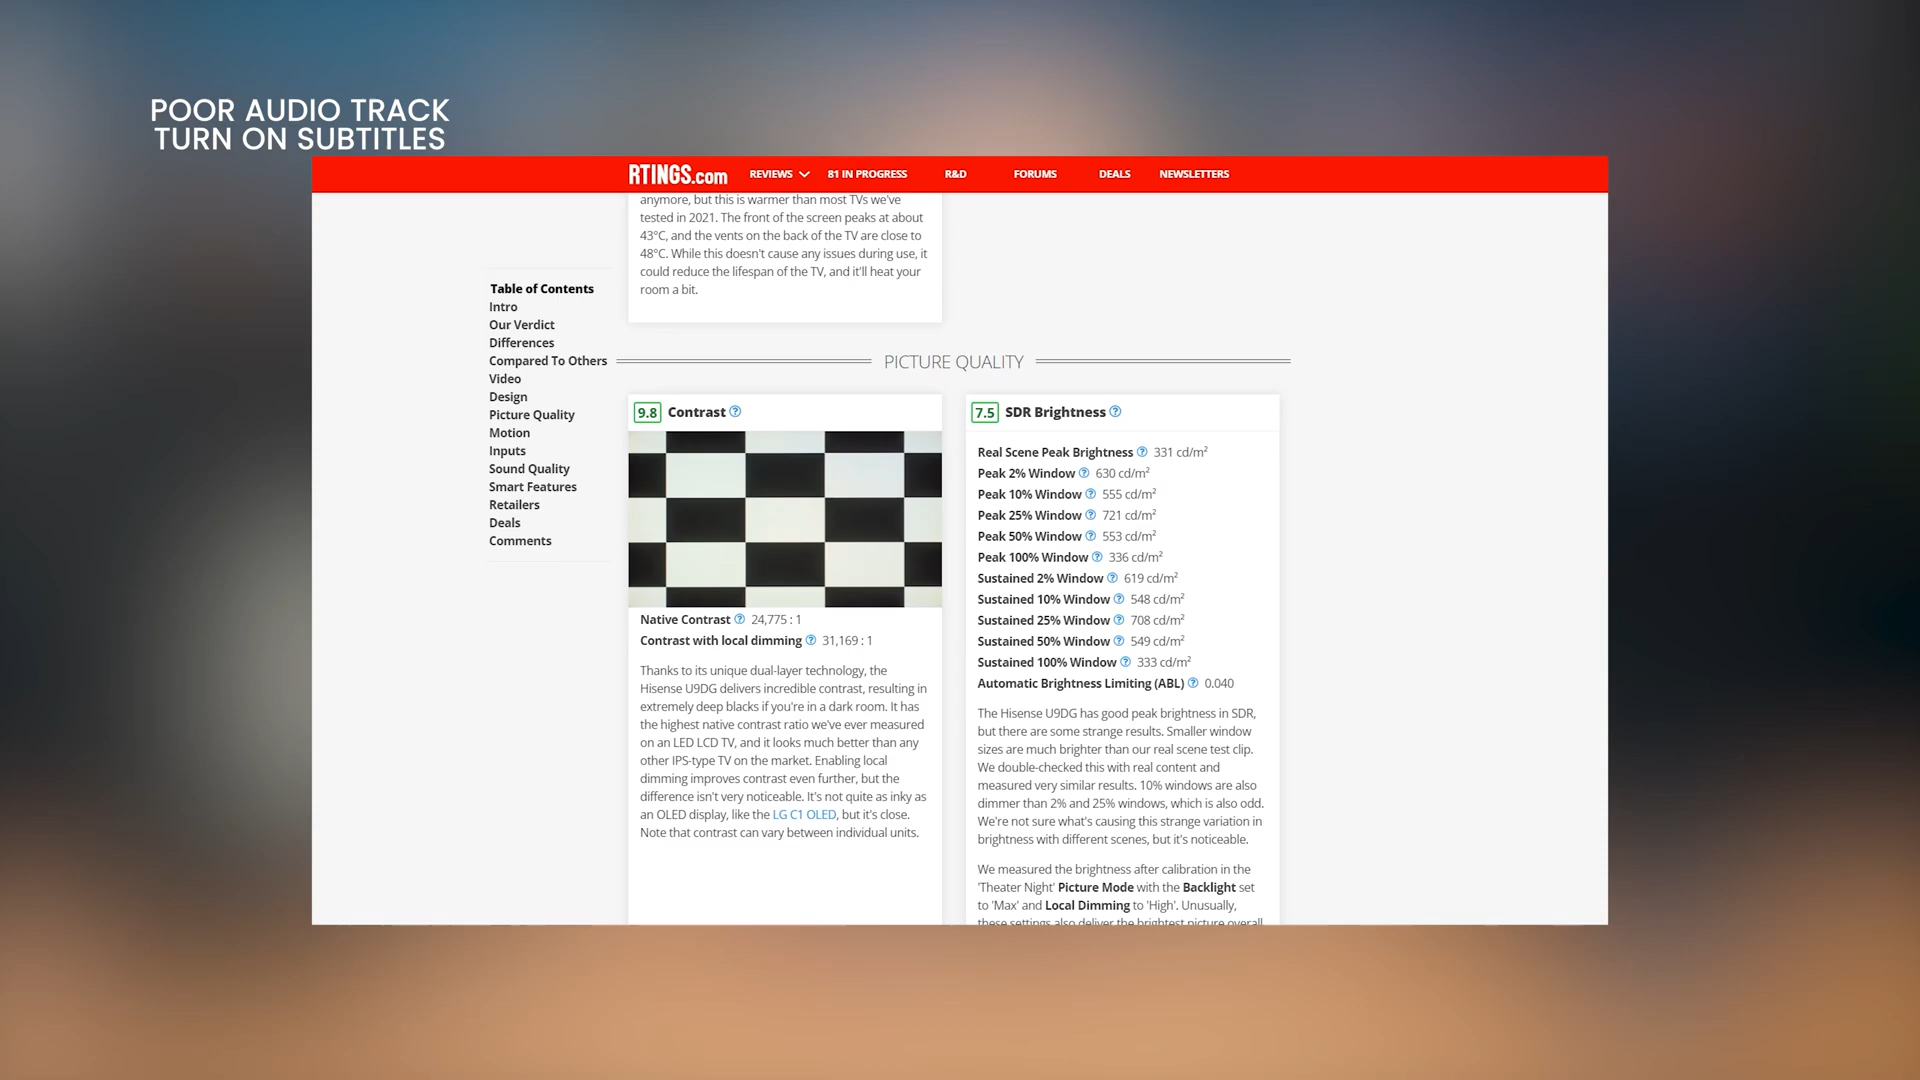 POOR AUDIO TRACK
TURN ON SUBTITLES
RTINGS.com
REVIEWS
81 IN PROGRESS
R&D
FORUMS
DEALS
NEWSLETTERS
anymore, but this is warmer than most TVs we've
tested in 2021. The front of the screen peaks at about
43°C, and the vents on the back of the TV are close to
48°C. While this doesn't cause any issues during use, it
could reduce the lifespan of the TV, and it'll heat your
room a bit.
Table of Contents
Intro
Our Verdict
Differences
Compared To Others
Video
Design
Picture Quality
Motion
Inputs
Sound Quality
Smart Features
Retailers
Deals
Comments
PICTURE QUALITY
9.8 Contrast ?
Native Contrast ? 24,775 : 1
Contrast with local dimming ? 31,169 : 1
Thanks to its unique dual-layer technology, the
Hisense U9DG delivers incredible contrast, resulting in
extremely deep blacks if you're in a dark room. It has
the highest native contrast ratio we've ever measured
on an LED LCD TV, and it looks much better than any
other IPS-type TV on the market. Enabling local
dimming improves contrast even further, but the
difference isn't very noticeable. It's not quite as inky as
an OLED display, like the LG C1 OLED, but it's close.
Note that contrast can vary between individual units.
7.5 SDR Brightness ?
Real Scene Peak Brightness ? 331 cd/m²
Peak 2% Window ? 630 cd/m²
Peak 10% Window ? 555 cd/m²
Peak 25% Window ? 721 cd/m²
Peak 50% Window ? 553 cd/m²
Peak 100% Window ? 336 cd/m²
Sustained 2% Window ? 619 cd/m²
Sustained 10% Window ? 548 cd/m²
Sustained 25% Window ? 708 cd/m²
Sustained 50% Window ? 549 cd/m²
Sustained 100% Window ? 333 cd/m²
Automatic Brightness Limiting (ABL) ? 0.040
The Hisense U9DG has good peak brightness in SDR,
but there are some strange results. Smaller window
sizes are much brighter than our real scene test clip.
We double-checked this with real content and
measured very similar results. 10% windows are also
dimmer than 2% and 25% windows, which is also odd.
We're not sure what's causing this strange variation in
brightness with different scenes, but it's noticeable.
We measured the brightness after calibration in the
'Theater Night' Picture Mode with the Backlight set
to 'Max' and Local Dimming to 'High'. Unusually,
these settings also deliver the brightest picture overall